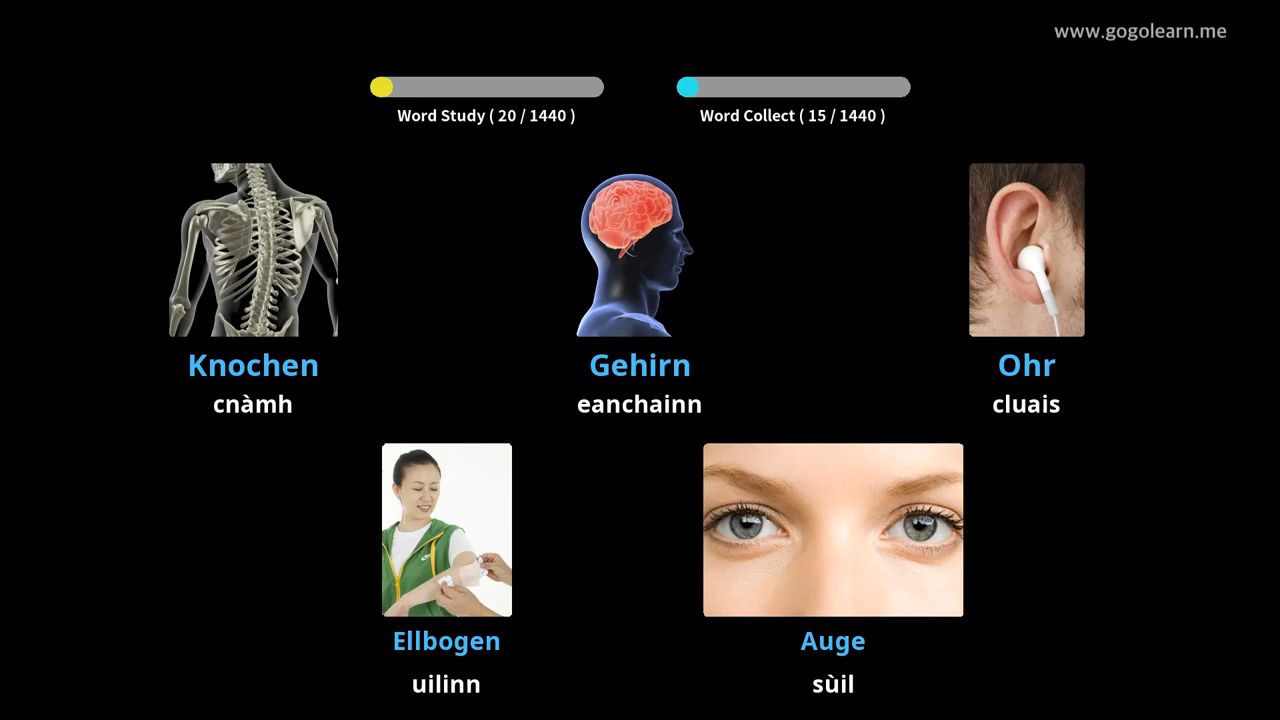 www.gogolearn.me
Word Study ( 20 / 1440 )
Word Collect ( 15 / 1440 )
Knochen
cnàmh
Gehirn
eanchainn
Ohr
cluais
Ellbogen
uilinn
Auge
sùil